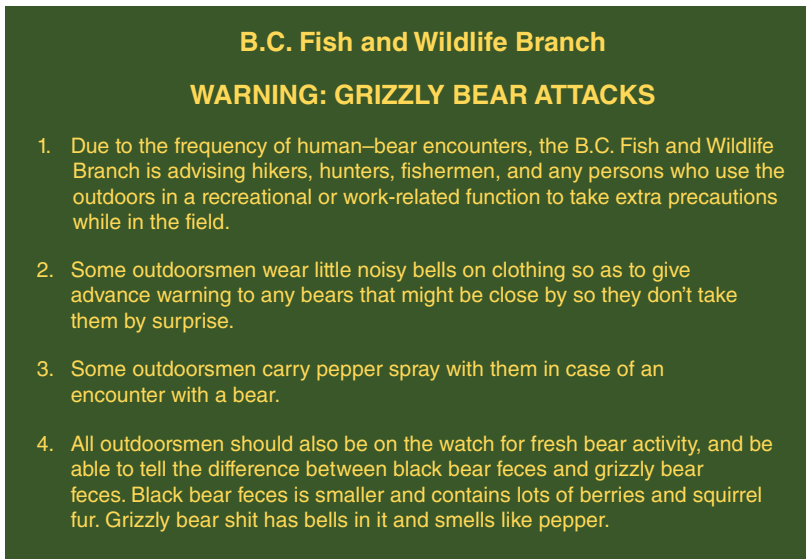 B.C. Fish and Wildlife Branch
WARNING: GRIZZLY BEAR ATTACKS
1. Due to the frequency of human–bear encounters, the B.C. Fish and Wildlife
Branch is advising hikers, hunters, fishermen, and any persons who use the
outdoors in a recreational or work-related function to take extra precautions
while in the field.
2. Some outdoorsmen wear little noisy bells on clothing so as to give
advance warning to any bears that might be close by so they don’t take
them by surprise.
3. Some outdoorsmen carry pepper spray with them in case of an
encounter with a bear.
4. All outdoorsmen should also be on the watch for fresh bear activity, and be
able to tell the difference between black bear feces and grizzly bear
feces. Black bear feces is smaller and contains lots of berries and squirrel
fur. Grizzly bear shit has bells in it and smells like pepper.